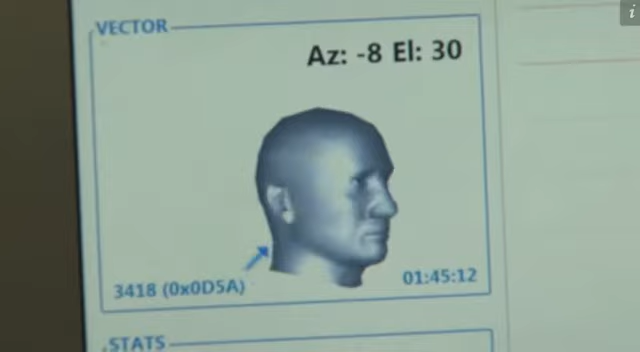 VECTOR
Az: -8 El: 30
3418 (0x0D5A)
01:45:12
STATS
i